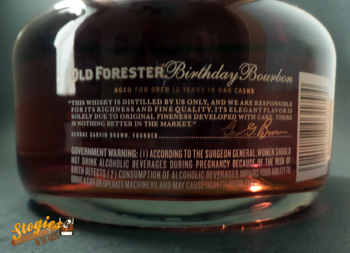 OLD FORESTER Birthday Bourbon
AGED FOR OVER 12 YEARS IN OAK CASKS
"THIS WHISKY IS DISTILLED BY US ONLY, AND WE ARE RESPONSIBLE
FOR ITS RICHNESS AND FINE QUALITY. ITS ELEGANT FLAVOR IS
SOLELY DUE TO ORIGINAL FINENESS DEVELOPED WITH CARE. THERE
IS NOTHING BETTER IN THE MARKET."
GEORGE GARVIN BROWN, FOUNDER
GOVERNMENT WARNING: (1) ACCORDING TO THE SURGEON GENERAL, WOMEN SHOULD
NOT DRINK ALCOHOLIC BEVERAGES DURING PREGNANCY BECAUSE OF THE RISK OF
BIRTH DEFECTS. (2) CONSUMPTION OF ALCOHOLIC BEVERAGES IMPAIRS YOUR ABILITY TO
DRIVE A CAR OR OPERATE MACHINERY, AND MAY CAUSE
Stogies